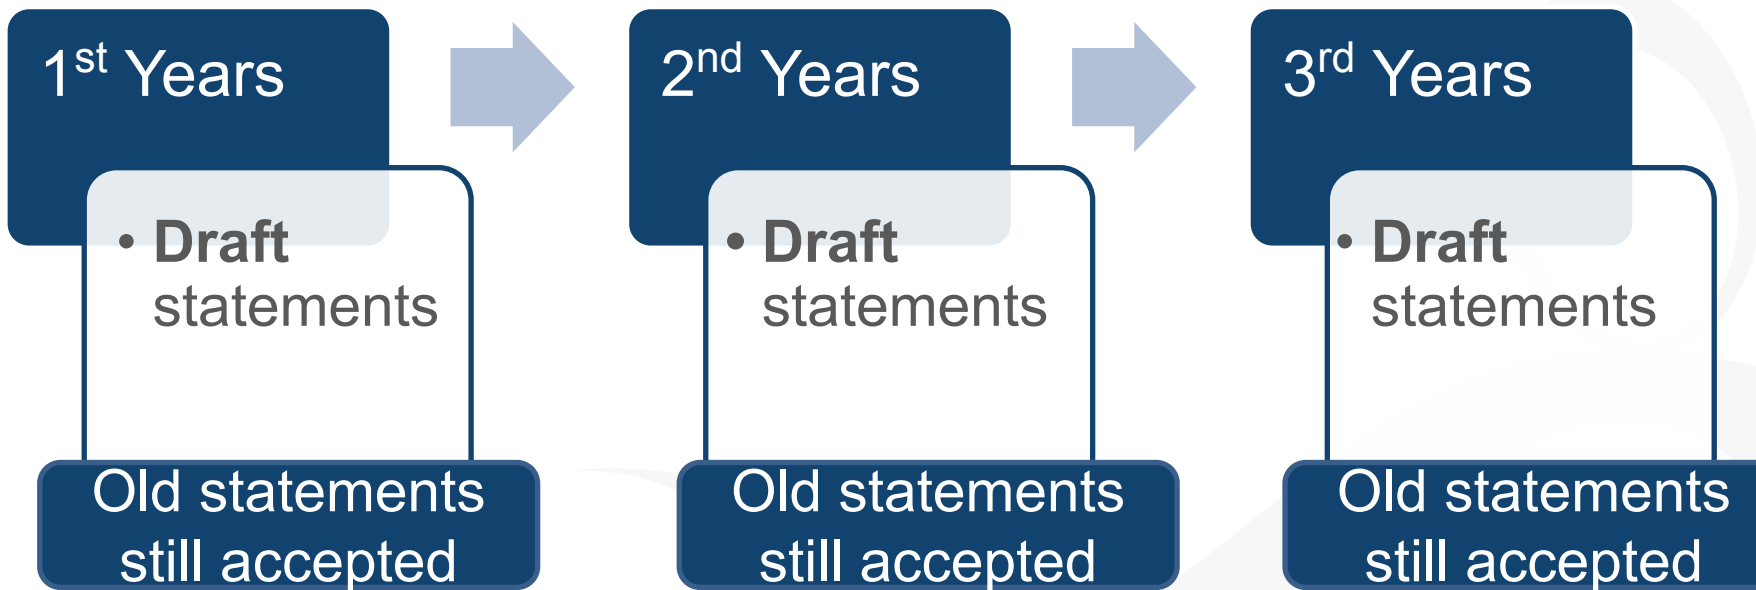 1st Years
• Draft
statements
Old statements
still accepted
2nd Years
• Draft
statements
Old statements
still accepted
3rd Years
• Draft
statements
Old statements
still accepted